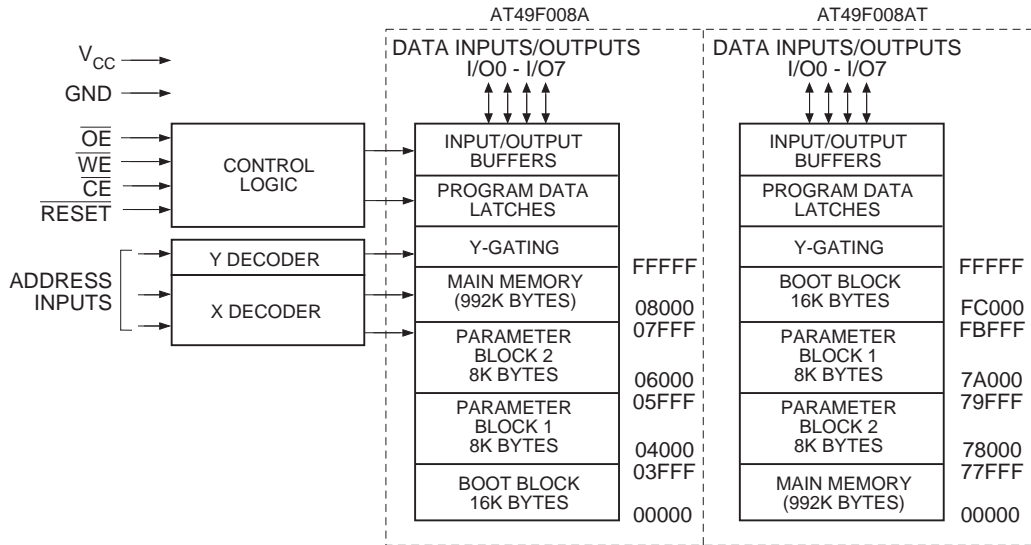 AT49F008A
AT49F008AT
DATA INPUTS/OUTPUTS
I/O0 - I/O7
DATA INPUTS/OUTPUTS
I/O0 - I/O7
VCC
GND
OE
WE
CE
RESET
ADDRESS
INPUTS
CONTROL
LOGIC
Y DECODER
X DECODER
INPUT/OUTPUT
BUFFERS
PROGRAM DATA
LATCHES
Y-GATING
MAIN MEMORY
(992K BYTES)
PARAMETER
BLOCK 2
8K BYTES
PARAMETER
BLOCK 1
8K BYTES
BOOT BLOCK
16K BYTES
FFFFF
08000
07FFF
06000
05FFF
04000
03FFF
00000
INPUT/OUTPUT
BUFFERS
PROGRAM DATA
LATCHES
Y-GATING
BOOT BLOCK
16K BYTES
PARAMETER
BLOCK 1
8K BYTES
PARAMETER
BLOCK 2
8K BYTES
MAIN MEMORY
(992K BYTES)
FFFFF
FC000
FBFFF
7A000
79FFF
78000
77FFF
00000